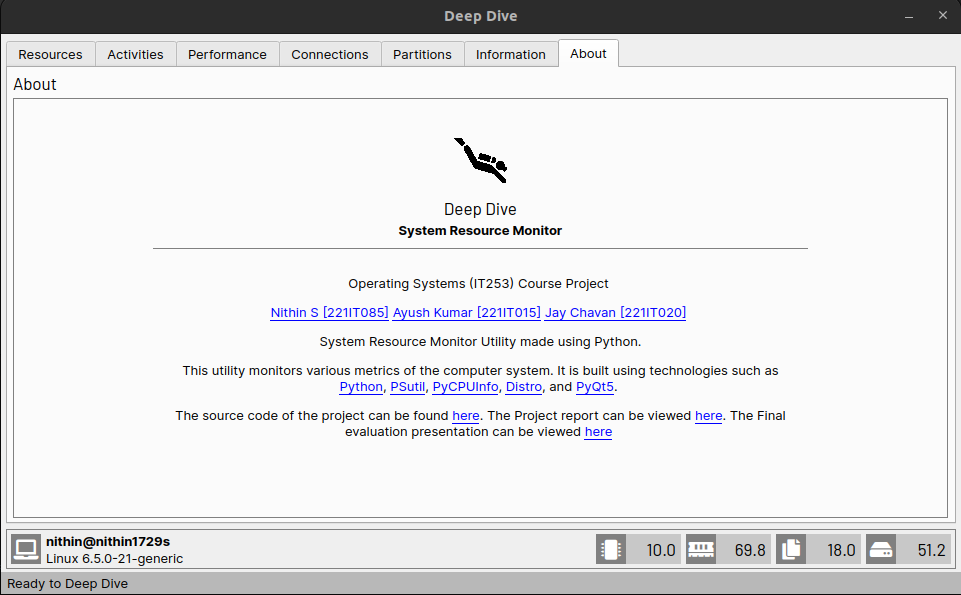 Deep Dive
Resources
Activities
Performance
Connections
Partitions
Information
About
About
Deep Dive
System Resource Monitor
Operating Systems (IT253) Course Project
Nithin S [221IT085] Ayush Kumar [221IT015] Jay Chavan [221IT020]
System Resource Monitor Utility made using Python.
This utility monitors various metrics of the computer system. It is built using technologies such as
Python, PSutil, PyCPUInfo, Distro, and PyQt5.
The source code of the project can be found here. The Project report can be viewed here. The Final
evaluation presentation can be viewed here
nithin@nithin1729s
Linux 6.5.0-21-generic
10.0
69.8
18.0
51.2
Ready to Deep Dive